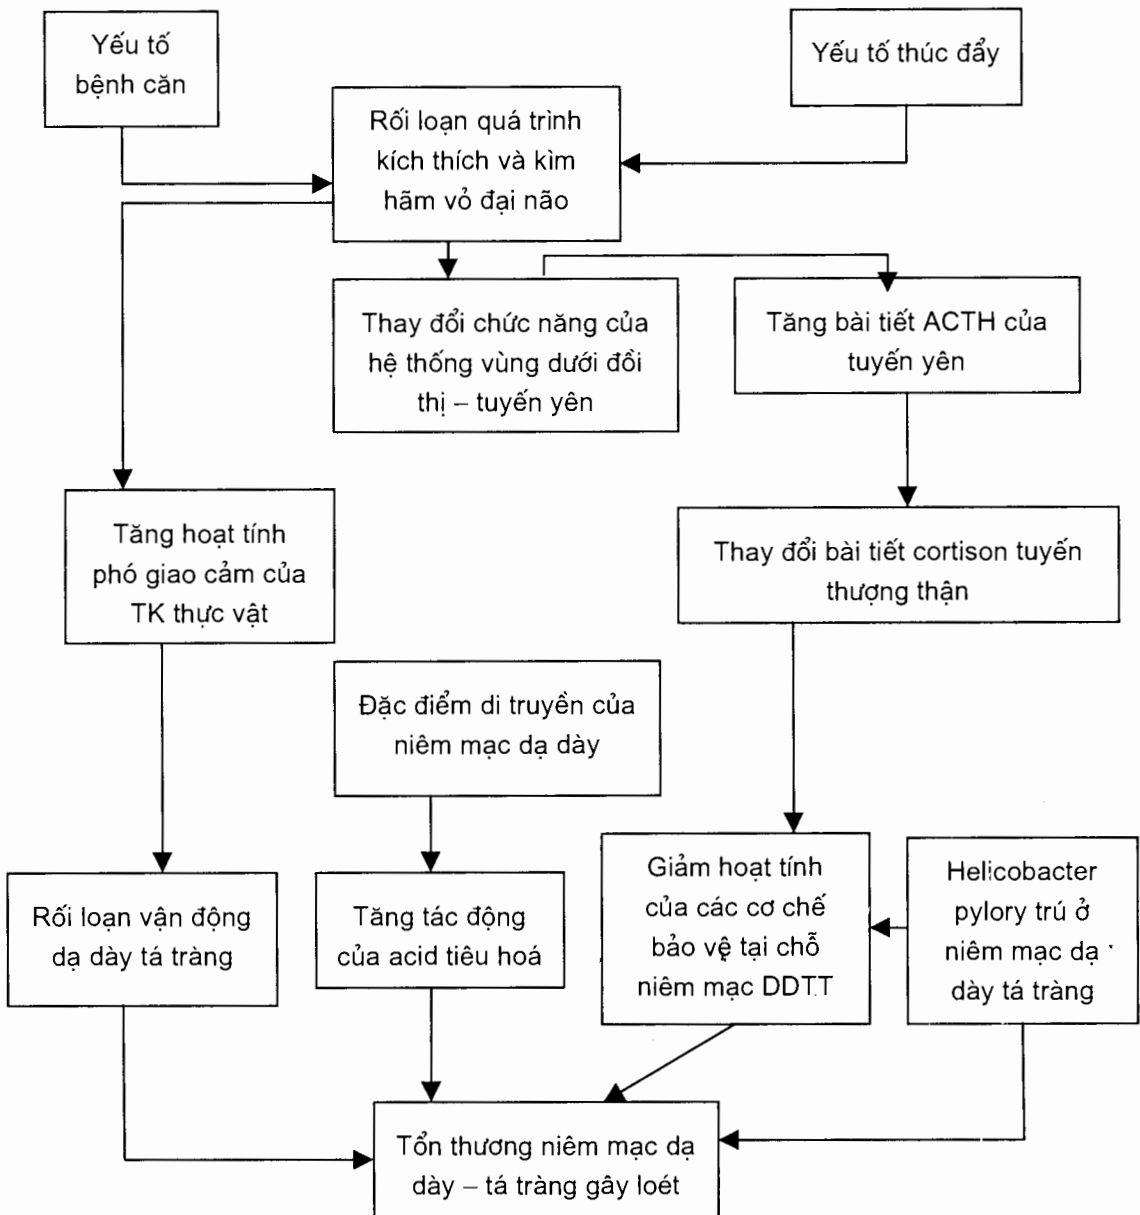 Yếu tố
bệnh căn
Yếu tố thúc đẩy
Rối loạn quá trình
kích thích và kìm
hãm vỏ đại não
Thay đổi chức năng của
hệ thống vùng dưới đồi
thị – tuyến yên
Tăng bài tiết ACTH của
tuyến yên
Tăng hoạt tính
phó giao cảm của
TK thực vật
Thay đổi bài tiết cortison tuyến
thượng thận
Đặc điểm di truyền của
niêm mạc dạ dày
Rối loạn vận động
dạ dày tá tràng
Tăng tác động
của acid tiêu hoá
Giảm hoạt tính
của các cơ chế
bảo vệ tại chỗ
niêm mạc DDTT
Helicobacter
pylory trú ở
niêm mạc dạ
dày tá tràng
Tổn thương niêm mạc dạ
dày – tá tràng gây loét